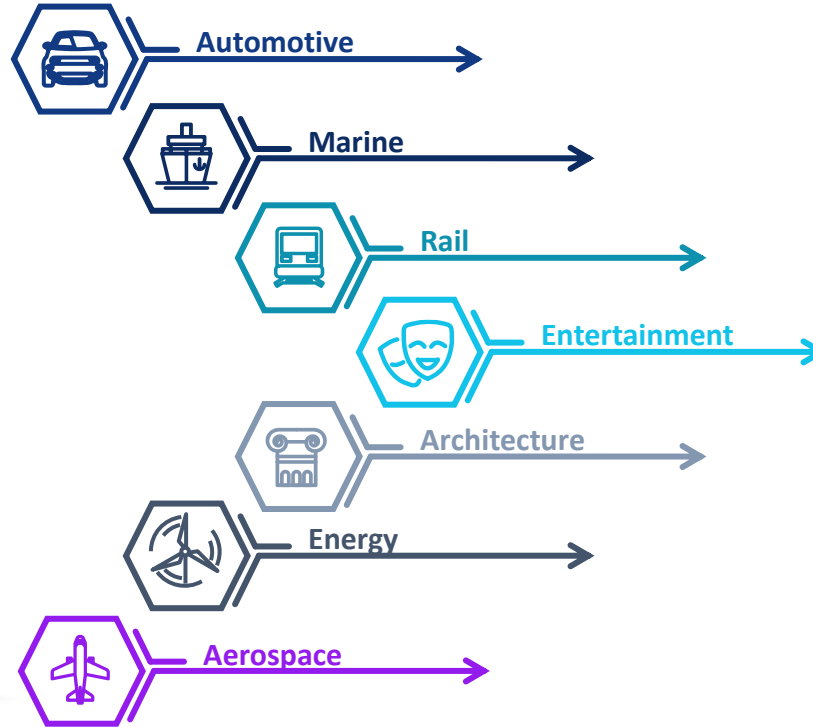 Automotive
Marine
Rail
Entertainment
Architecture
Energy
Aerospace